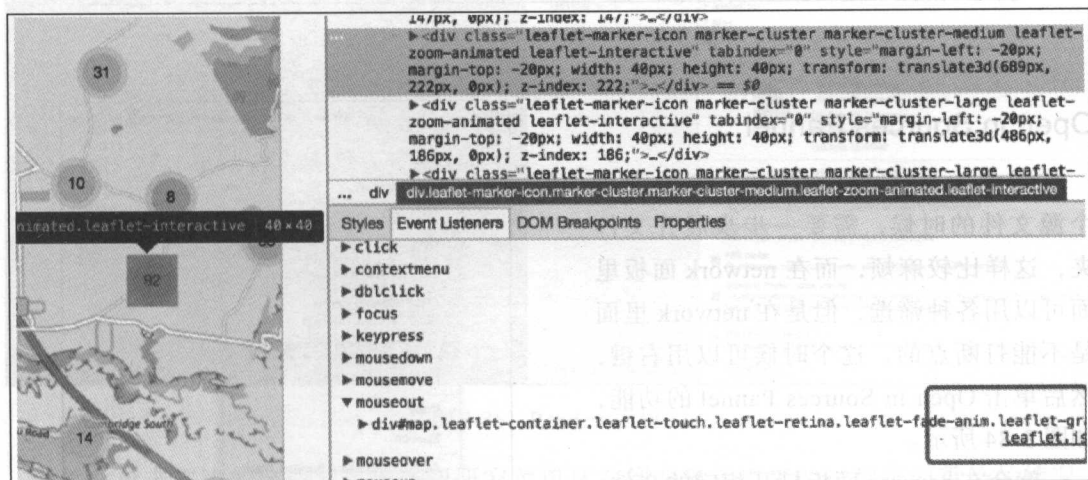 31
10
8
nimated.leaflet-interactive 40×40
92
14
u Road
bridge South
147px, 0px); z-index: 147;">…</div>
▶<div class="leaflet-marker-icon marker-cluster marker-cluster-medium leaflet-
zoom-animated leaflet-interactive" tabindex="0" style="margin-left: -20px;
margin-top: -20px; width: 40px; height: 40px; transform: translate3d(689px,
222px, 0px); z-index: 222;">…</div> == $0
▶<div class="leaflet-marker-icon marker-cluster marker-cluster-large leaflet-
zoom-animated leaflet-interactive" tabindex="0" style="margin-left: -20px;
margin-top: -20px; width: 40px; height: 40px; transform: translate3d(486px,
186px, 0px); z-index: 186;">…</div>
▶<div class="leaflet-marker-icon marker-cluster marker-cluster-large leaflet-
... div div.leaflet-marker-icon.marker-cluster.marker-cluster-medium.leaflet-zoom-animated.leaflet-interactive
Styles Event Listeners DOM Breakpoints Properties
▶click
▶contextmenu
▶dblclick
▶focus
▶keypress
▶mousedown
▶mousemove
▼mouseout
▶div#map.leaflet-container.leaflet-touch.leaflet-retina.leaflet-fade-anim.leaflet-gr
leaflet.js
▶mouseover